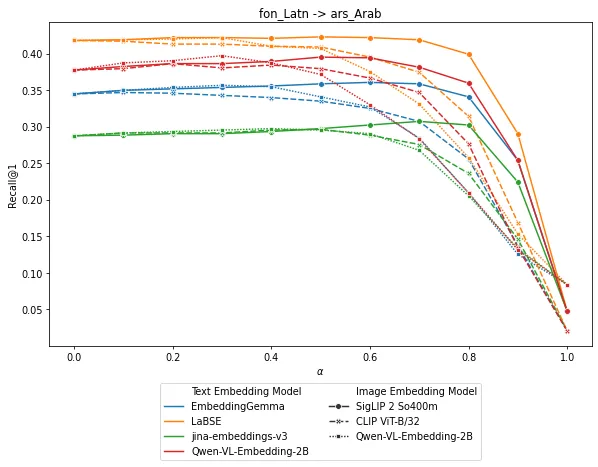 fon_Latn -> ars_Arab
Recall@1
0.40
0.35
0.30
0.25
0.20
0.15
0.10
0.05
0.0 0.2 0.4 0.6 0.8 1.0
α
Text Embedding Model
EmbeddingGemma
LaBSE
jina-embeddings-v3
Qwen-VL-Embedding-2B
Image Embedding Model
SigLIP 2 So400m
CLIP ViT-B/32
Qwen-VL-Embedding-2B